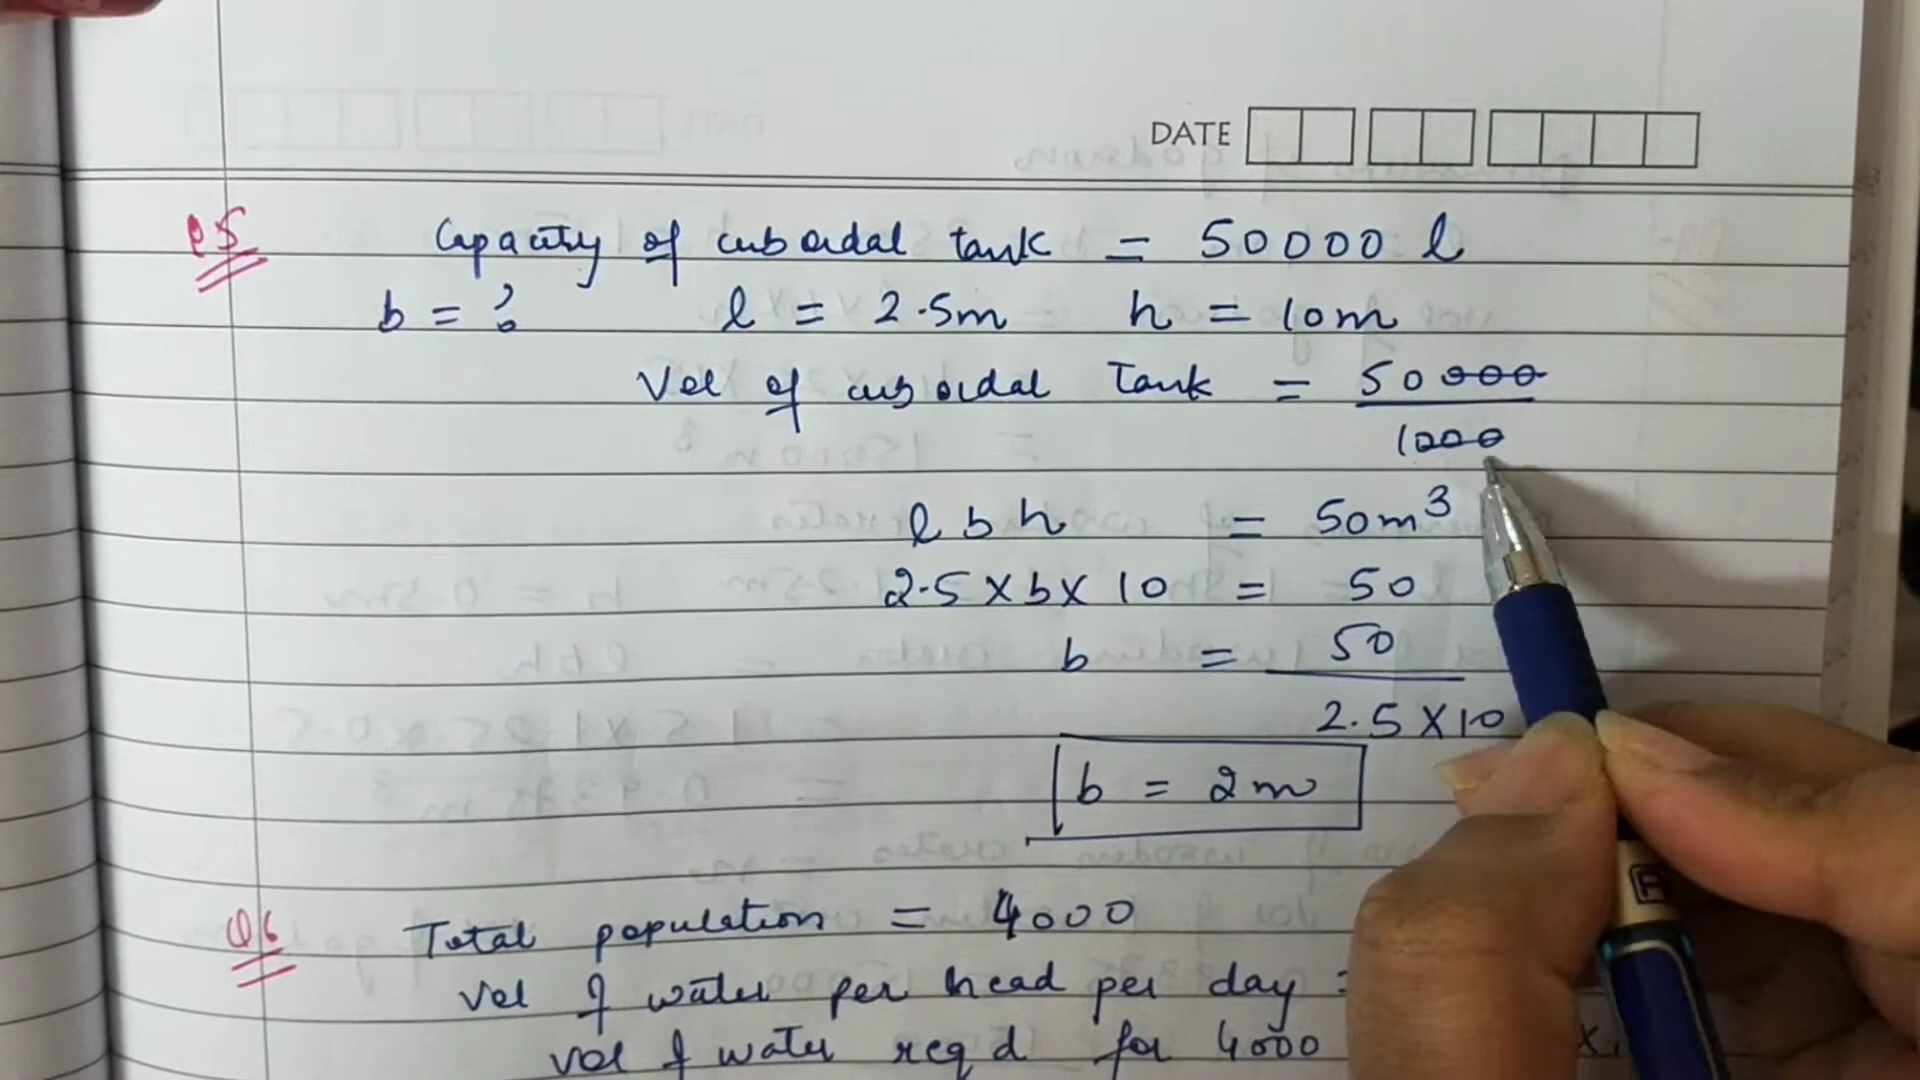 DATE
Q5 Capacity of cuboidal tank = 50000 l
b = ? l = 2.5m h = 10m
Vol of cuboidal Tank = 50000
1000
l b h = 50m³
2.5 × b × 10 = 50
b = 50
2.5 × 10
b = 2m
Q6 Total population = 4000
Vol of water per head per day =
Vol of water reqd for 4000